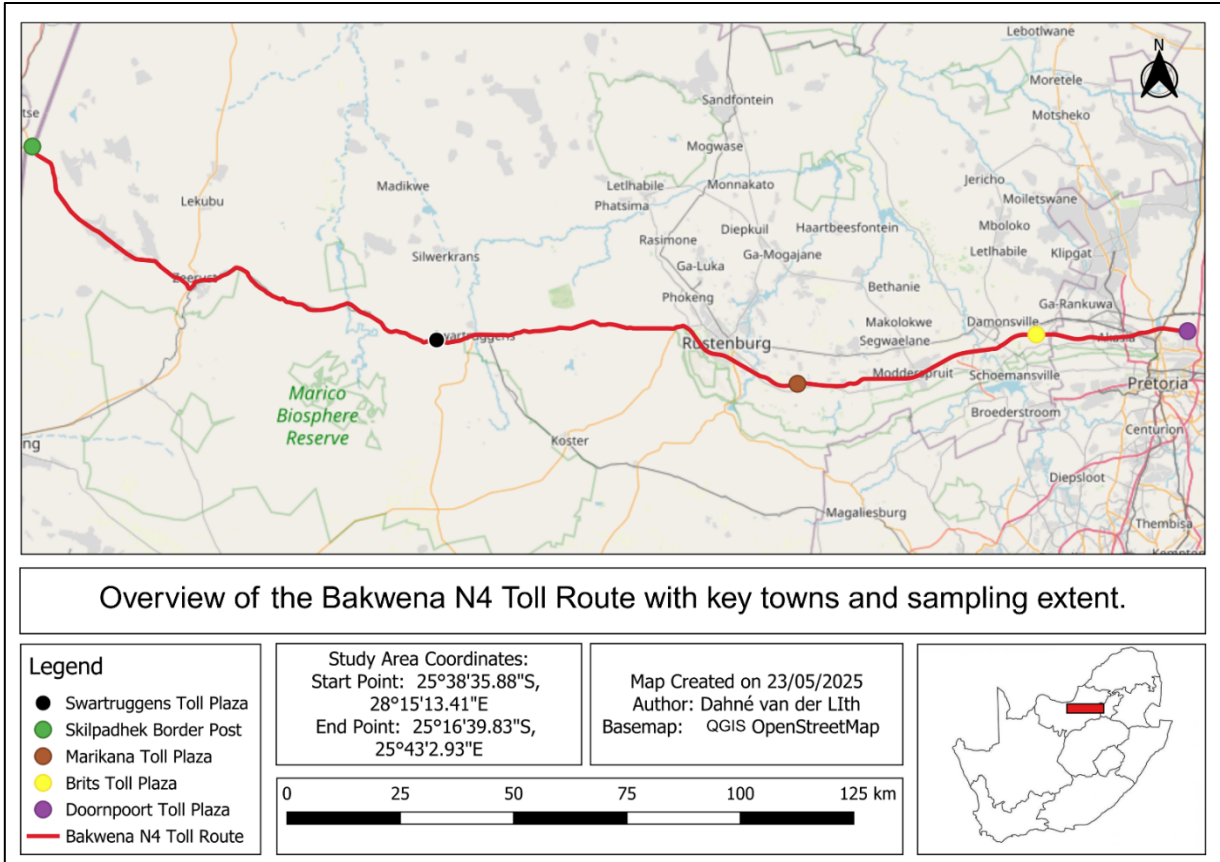 Lebotlwane
N
Moretele
Sandfontein
Motsheko
tse
Mogwase
Madikwe
Letlhabile
Monnakato
Jericho
Moiletswane
Lekubu
Phatsima
Diepkuil
Haartbeesfontein
Mboloko
Rasimone
Letlhabile
Klipgat
Silwerkrans
Ga-Mogajane
Ga-Luka
Zeerust
Bethanie
Phokeng
Ga-Rankuwa
Makolokwe
Damonsville
Swartruggens
Rustenburg
Segwaelane
Akasia
Modderspruit
Schoemansville
Pretoria
Marico
Biosphere
Reserve
Broederstroom
Centurion
ng
Koster
Diepsloot
Magaliesburg
Thembisa
Kempton
Overview of the Bakwena N4 Toll Route with key towns and sampling extent.
Legend
Swartruggens Toll Plaza
Skilpadhek Border Post
Marikana Toll Plaza
Brits Toll Plaza
Doornpoort Toll Plaza
Bakwena N4 Toll Route
Study Area Coordinates:
Start Point: 25°38'35.88"S,
28°15'13.41"E
End Point: 25°16'39.83"S,
25°43'2.93"E
Map Created on 23/05/2025
Author: Dahné van der LIth
Basemap: QGIS OpenStreetMap
0 25 50 75 100 125 km